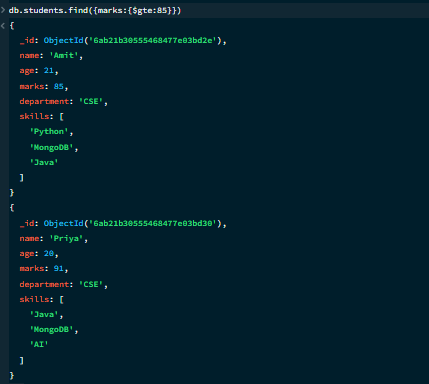 db.students.find({marks:{$gte:85}})
{
_id: ObjectId('6ab21b30555468477e03bd2e'),
name: 'Amit',
age: 21,
marks: 85,
department: 'CSE',
skills: [
'Python',
'MongoDB',
'Java'
]
}
{
_id: ObjectId('6ab21b30555468477e03bd30'),
name: 'Priya',
age: 20,
marks: 91,
department: 'CSE',
skills: [
'Java',
'MongoDB',
'AI'
]
}